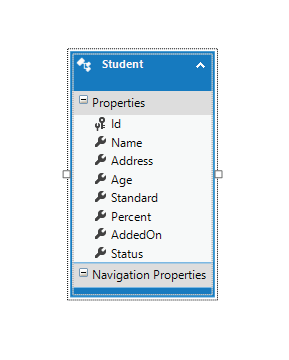 Student
Properties
Id
Name
Address
Age
Standard
Percent
AddedOn
Status
Navigation Properties